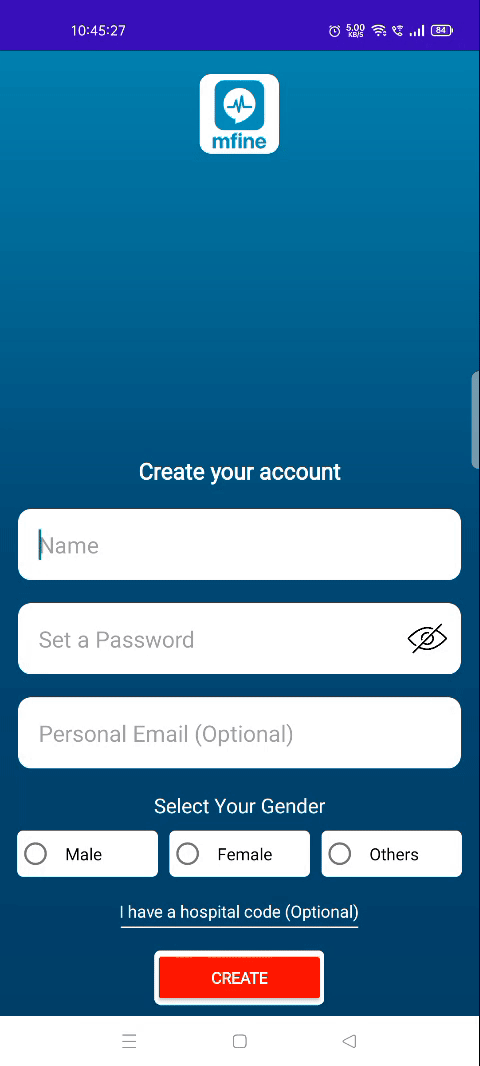 10:45:27
5.00
KB/S
84
mfine
Create your account
Name
Set a Password
Personal Email (Optional)
Select Your Gender
Male
Female
Others
I have a hospital code (Optional)
CREATE